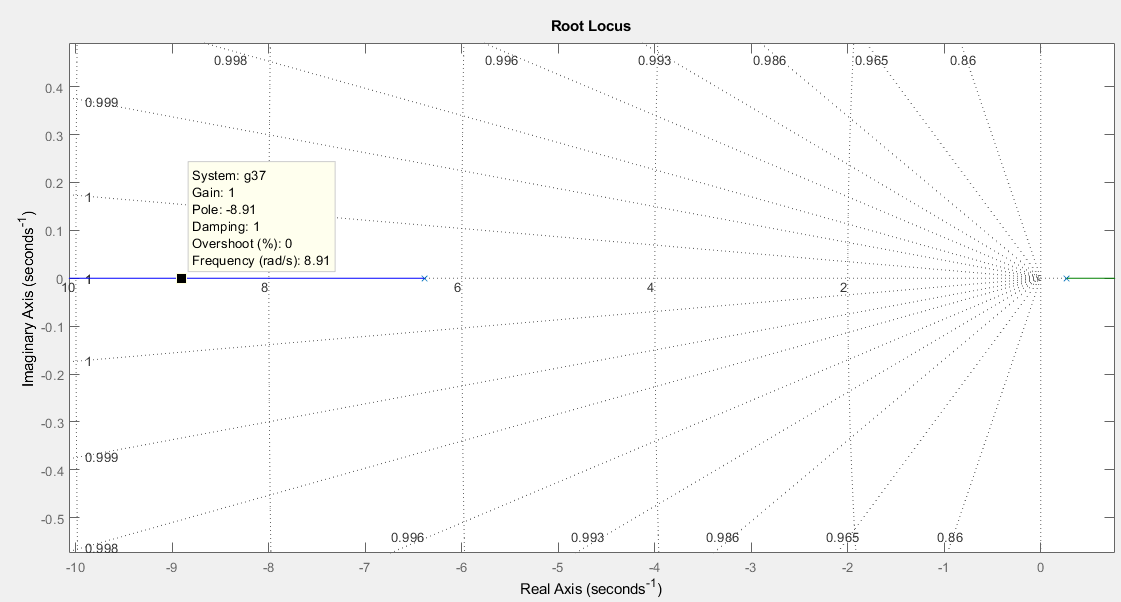 Root Locus
0.998 0.996 0.993 0.986 0.965 0.86
0.4
0.999
0.3
System: g37
Gain: 1
Pole: -8.91
Damping: 1
Overshoot (%): 0
Frequency (rad/s): 8.91
0.2
1
0.1
0
1
10 8 6 4 2
-0.1
1
-0.2
-0.3
0.999
-0.4
-0.5
0.996 0.993 0.986 0.965 0.86
0.998
-10 -9 -8 -7 -6 -5 -4 -3 -2 -1 0
Real Axis (seconds-1)
Imaginary Axis (seconds-1)